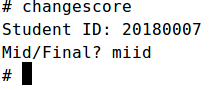 # changescore
Student ID: 20180007
Mid/Final? miid
#